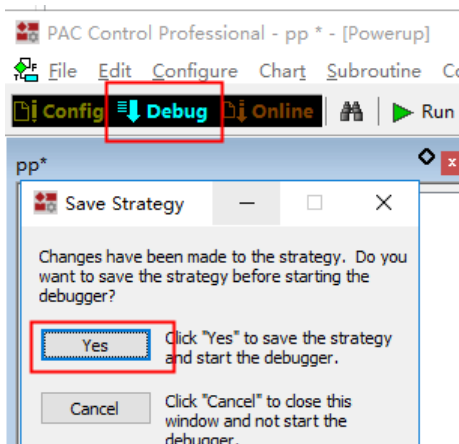 PAC Control Professional - pp * - [Powerup]
File Edit Configure Chart Subroutine
Config Debug Online Run
pp*
Save Strategy
Changes have been made to the strategy. Do you
want to save the strategy before starting the
debugger?
Yes
Click "Yes" to save the strategy
and start the debugger.
Cancel
Click "Cancel" to close this
window and not start the
debugger.